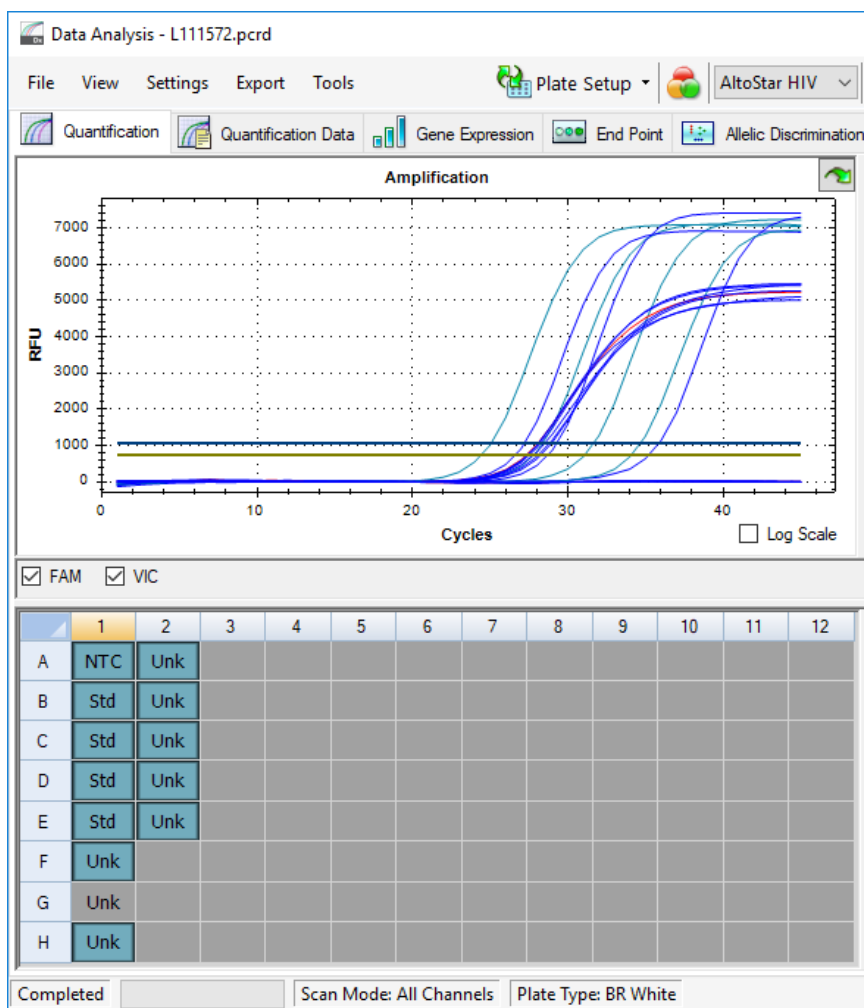 Data Analysis - L111572.pcrd
File View Settings Export Tools Plate Setup AltoStar HIV
Quantification Quantification Data Gene Expression End Point Allelic Discrimination
Amplification
7000
6000
5000
4000
3000
2000
1000
0
RFU
0 10 20 30 40
Cycles
Log Scale
FAM VIC
1 2 3 4 5 6 7 8 9 10 11 12
A NTC Unk
B Std Unk
C Std Unk
D Std Unk
E Std Unk
F Unk
G Unk
H Unk
Completed Scan Mode: All Channels Plate Type: BR White